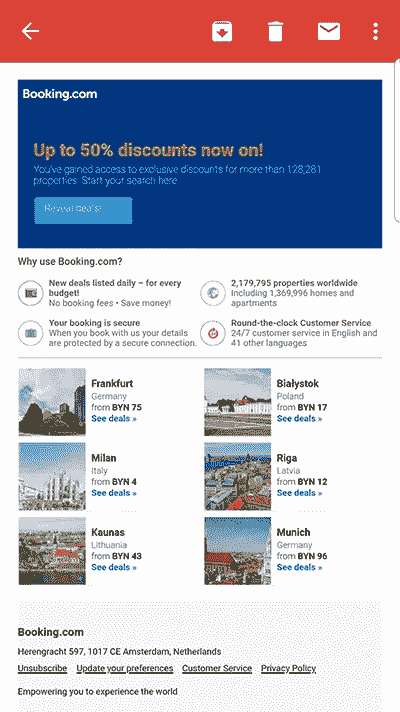 Booking.com
Up to 50% discounts now on!
You've gained access to exclusive discounts for more than 128,281
properties. Start your search here
Reveal deals!
Why use Booking.com?
New deals listed daily – for every
budget!
No booking fees • Save money!
2,179,795 properties worldwide
Including 1,369,996 homes and
apartments
Your booking is secure
When you book with us your details
are protected by a secure connection.
Round-the-clock Customer Service
24/7 customer service in English and
41 other languages
Frankfurt
Germany
from BYN 75
See deals »
Białystok
Poland
from BYN 17
See deals »
Milan
Italy
from BYN 4
See deals »
Riga
Latvia
from BYN 12
See deals »
Kaunas
Lithuania
from BYN 43
See deals »
Munich
Germany
from BYN 96
See deals »
Booking.com
Herengracht 597, 1017 CE Amsterdam, Netherlands
Unsubscribe Update your preferences Customer Service Privacy Policy
Empowering you to experience the world